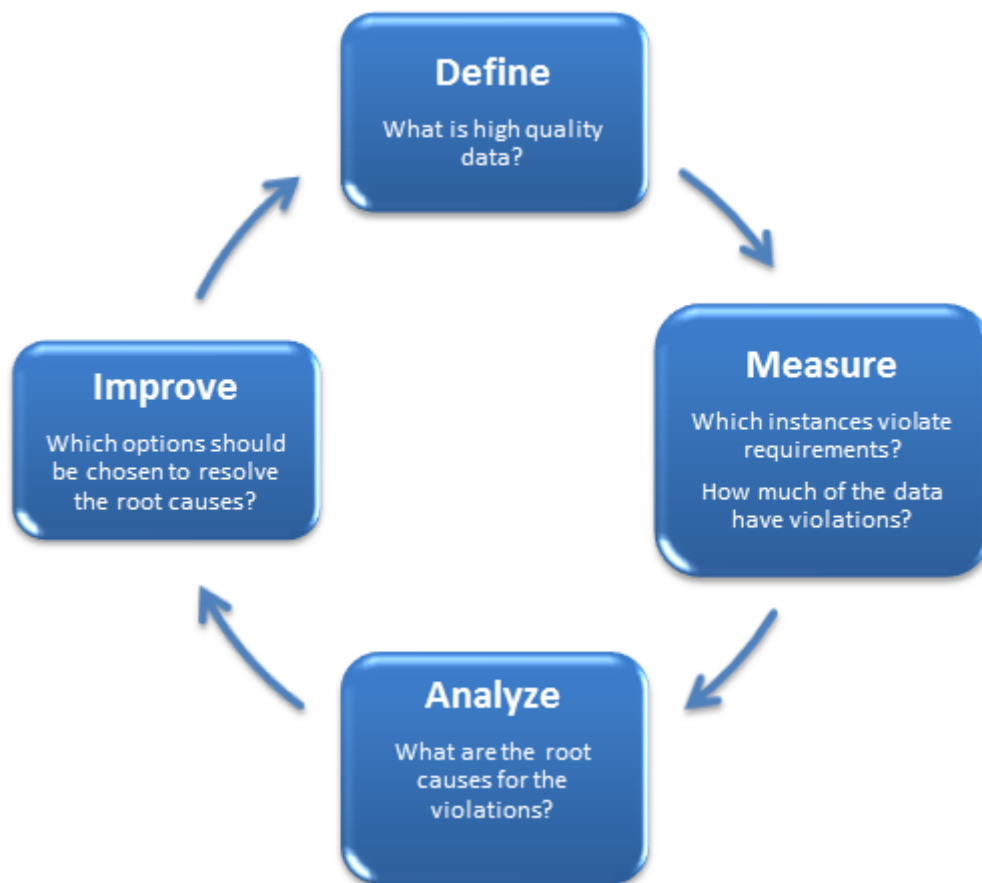 Define
What is high quality
data?
Measure
Which instances violate
requirements?
How much of the data
have violations?
Analyze
What are the root
causes for the
violations?
Improve
Which options should
be chosen to resolve
the root causes?